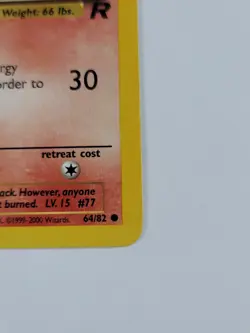 Weight: 66 lbs. R
rgy
order to 30
retreat cost
ack. However, anyone
t burned. LV. 15 #77
©1999-2000 Wizards. 64/82